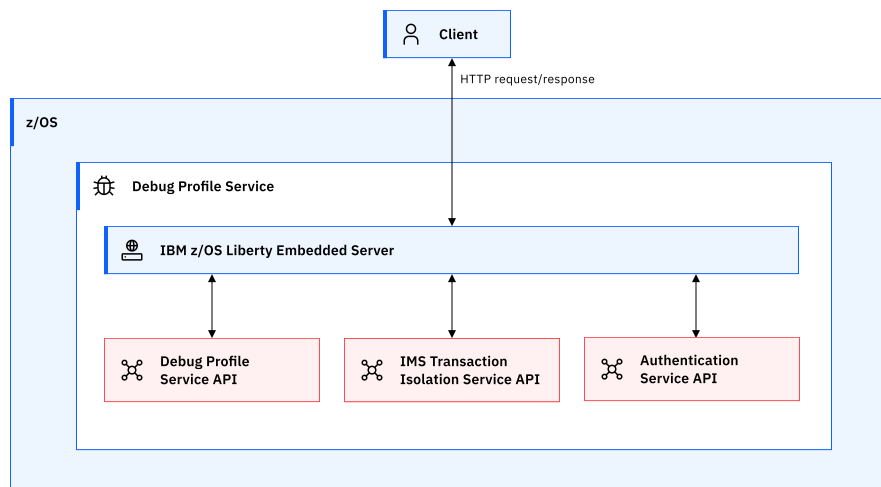 Client
HTTP request/response
z/OS
Debug Profile Service
IBM z/OS Liberty Embedded Server
Debug Profile
Service API
IMS Transaction
Isolation Service API
Authentication
Service API